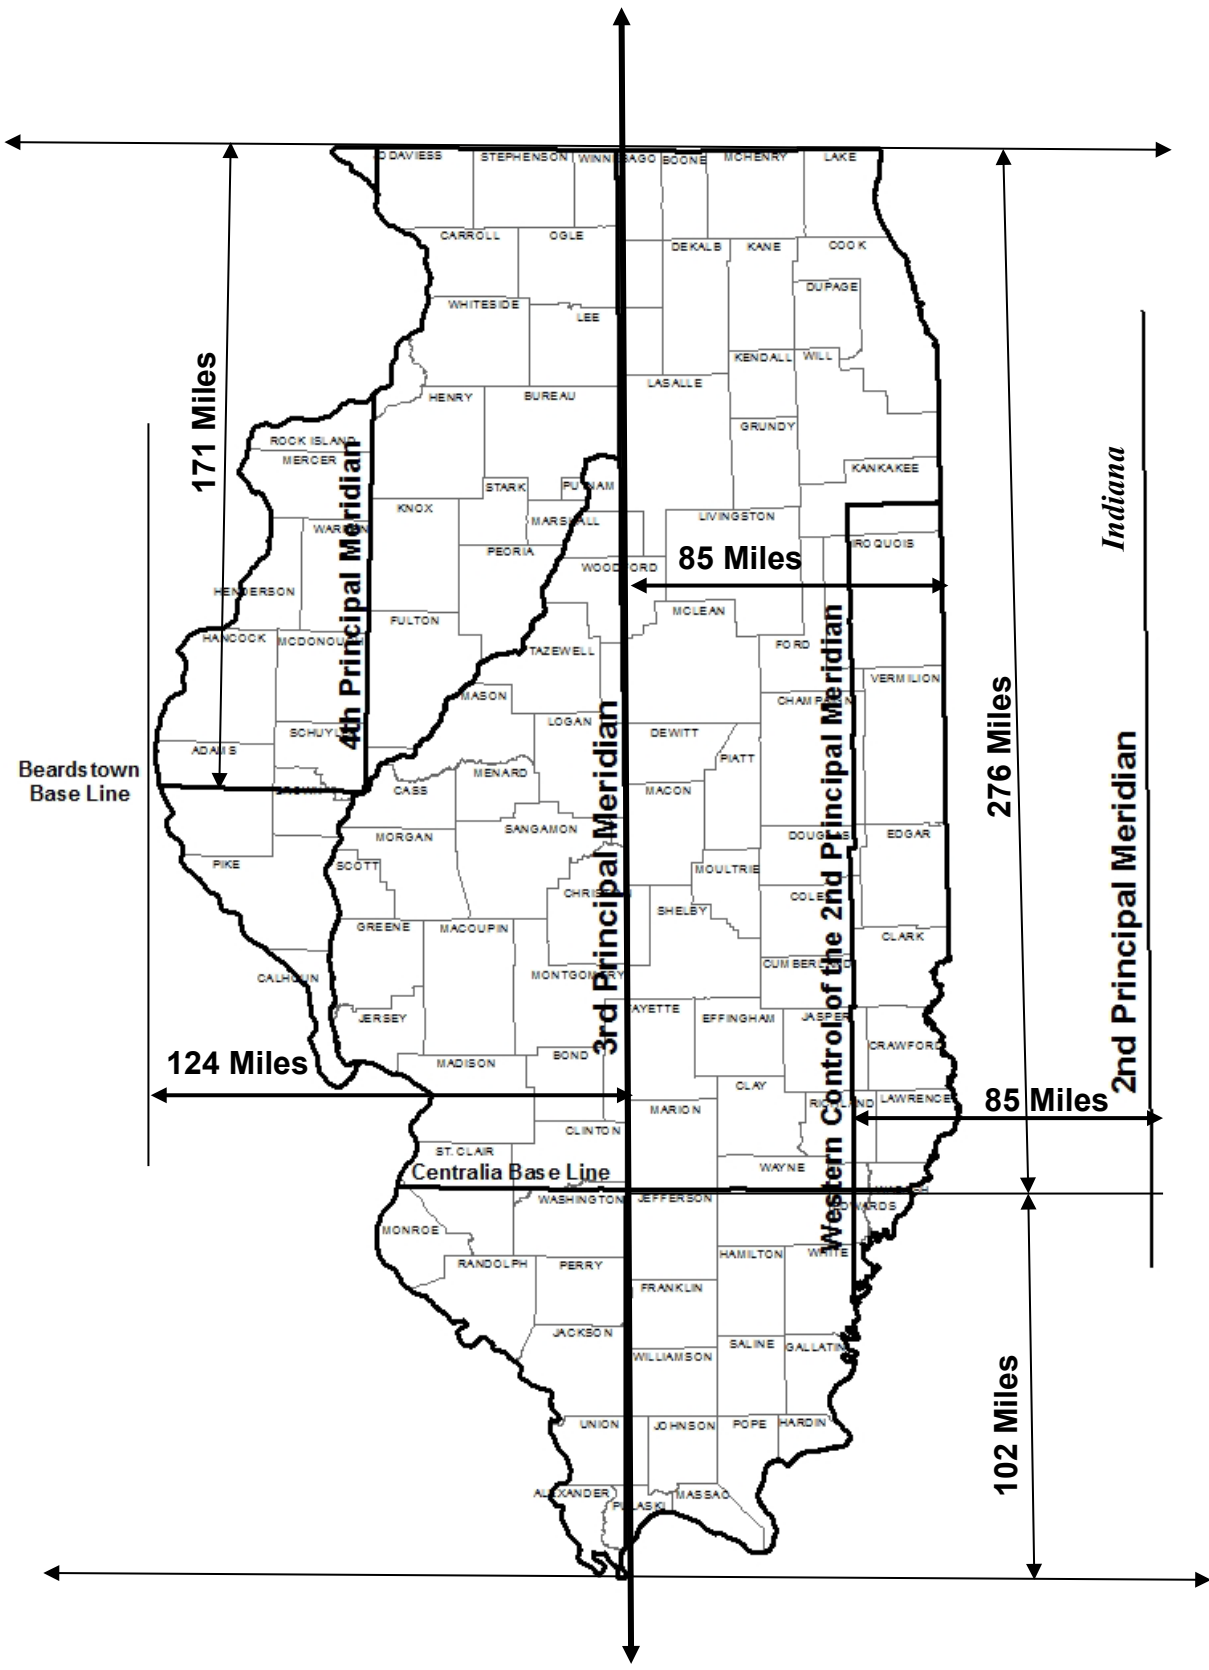 JO DAVIESS
STEPHENSON
WINNEBAGO
BOONE
MCHENRY
LAKE
CARROLL
OGLE
DEKALB
KANE
COOK
DUPAGE
WHITESIDE
LEE
KENDALL
WILL
171 Miles
HENRY
BUREAU
LASALLE
GRUNDY
ROCK ISLAND
MERCER
KANKAKEE
Indiana
STARK
PUTNAM
KNOX
WARREN
MARSHALL
LIVINGSTON
IROQUOIS
PEORIA
WOODFORD
85 Miles
HENDERSON
4th Principal Meridian
FULTON
MCLEAN
HANCOCK
MCDONOUGH
TAZEWELL
FORD
VERMILION
MASON
CHAMPAIGN
LOGAN
DEWITT
SCHUYLER
ADAMS
PIATT
276 Miles
Beardstown
Base Line
MENARD
CASS
BROWN
MACON
MORGAN
SANGAMON
DOUGLAS
EDGAR
PIKE
SCOTT
MOULTRIE
CHRISTIAN
COLES
SHELBY
3rd Principal Meridian
Western Control of the 2nd Principal Meridian
2nd Principal Meridian
GREENE
MACOUPIN
CLARK
CUMBERLAND
CALHOUN
MONTGOMERY
FAYETTE
EFFINGHAM
JASPER
JERSEY
CRAWFORD
124 Miles
MADISON
BOND
CLAY
RICHLAND
LAWRENCE
85 Miles
MARION
CLINTON
ST. CLAIR
WAYNE
Centralia Base Line
WABASH
WASHINGTON
JEFFERSON
EDWARDS
MONROE
RANDOLPH
PERRY
HAMILTON
WHITE
FRANKLIN
JACKSON
WILLIAMSON
SALINE
GALLATIN
102 Miles
UNION
JOHNSON
POPE
HARDIN
ALEXANDER
PULASKI
MASSAC